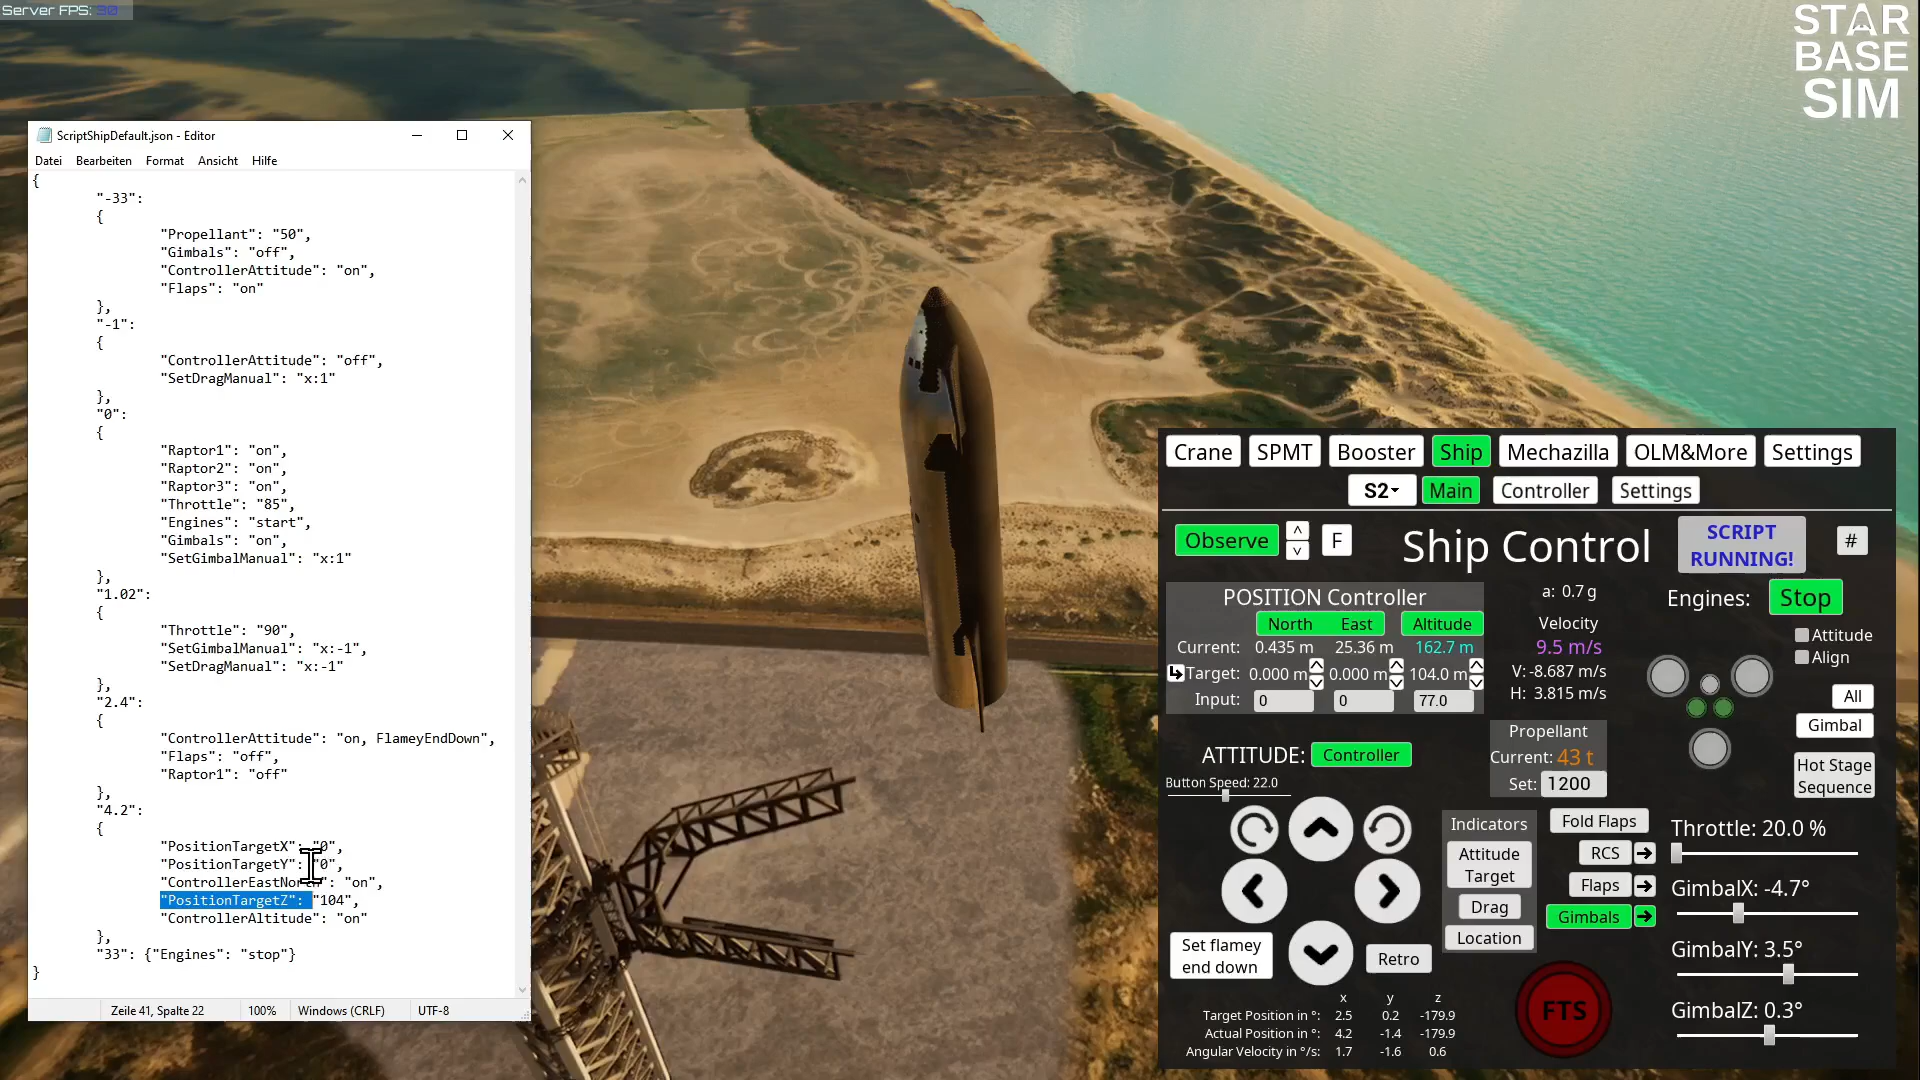 Server FPS: 30
STAR
BASE
SIM
ScriptShipDefault.json - Editor
Datei Bearbeiten Format Ansicht Hilfe
{
"-33":
{
"Propellant": "50",
"Gimbals": "off",
"ControllerAttitude": "on",
"Flaps": "on"
},
"-1":
{
"ControllerAttitude": "off",
"SetDragManual": "x:1"
},
"0":
{
"Raptor1": "on",
"Raptor2": "on",
"Raptor3": "on",
"Throttle": "85",
"Engines": "start",
"Gimbals": "on",
"SetGimbalManual": "x:1"
},
"1.02":
{
"Throttle": "90",
"SetGimbalManual": "x:-1",
"SetDragManual": "x:-1"
},
"2.4":
{
"ControllerAttitude": "on, FlameyEndDown",
"Flaps": "off",
"Raptor1": "off"
},
"4.2":
{
"PositionTargetX": "0",
"PositionTargetY": "0",
"ControllerEastNorth": "on",
"PositionTargetZ": "104",
"ControllerAltitude": "on"
},
"33": {"Engines": "stop"}
}
Zeile 41, Spalte 22 100% Windows (CRLF) UTF-8
Crane SPMT Booster Ship Mechazilla OLM&More Settings
S2 Main Controller Settings
Observe F Ship Control SCRIPT RUNNING! #
POSITION Controller
North East Altitude
Current: 0.435 m 25.36 m 162.7 m
Target: 0.000 m 0.000 m 104.0 m
Input: 0 0 77.0
a: 0.7 g
Velocity
9.5 m/s
V: -8.687 m/s
H: 3.815 m/s
Engines: Stop
Attitude
Align
All
Gimbal
Hot Stage
Sequence
Propellant
Current: 43 t
Set: 1200
ATTITUDE: Controller
Button Speed: 22.0
Set flamey
end down
Retro
Indicators
Attitude
Target
Drag
Location
Fold Flaps
RCS
Flaps
Gimbals
Throttle: 20.0 %
GimbalX: -4.7°
GimbalY: 3.5°
GimbalZ: 0.3°
FTS
x y z
Target Position in °: 2.5 0.2 -179.9
Actual Position in °: 4.2 -1.4 -179.9
Angular Velocity in °/s: 1.7 -1.6 0.6